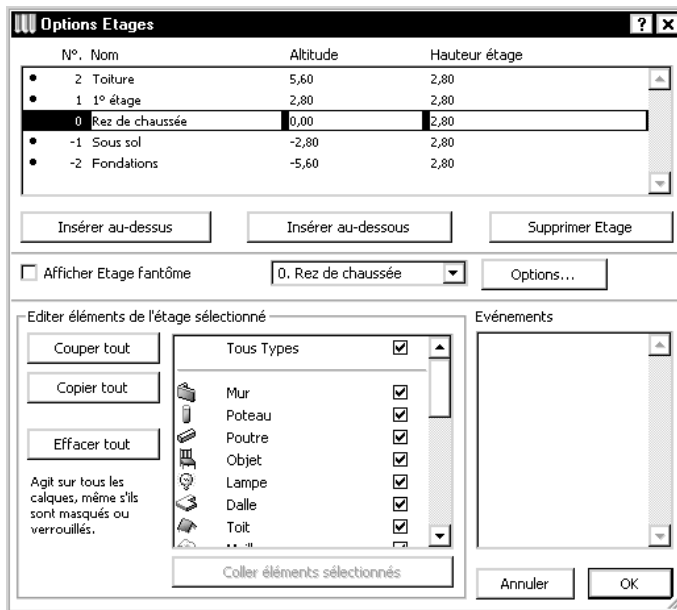 Options Etages
N°. Nom Altitude Hauteur étage
2 Toiture 5,60 2,80
1 1° étage 2,80 2,80
0 Rez de chaussée 0,00 2,80
-1 Sous sol -2,80 2,80
-2 Fondations -5,60 2,80
Insérer au-dessus Insérer au-dessous Supprimer Etage
Afficher Etage fantôme 0. Rez de chaussée Options...
Editer éléments de l'étage sélectionné Evénements
Couper tout
Tous Types
Copier tout
Mur
Poteau
Effacer tout
Poutre
Objet
Agit sur tous les
calques, même s'ils
sont masqués ou
verrouillés.
Lampe
Dalle
Toit
Coller éléments sélectionnés
Annuler OK